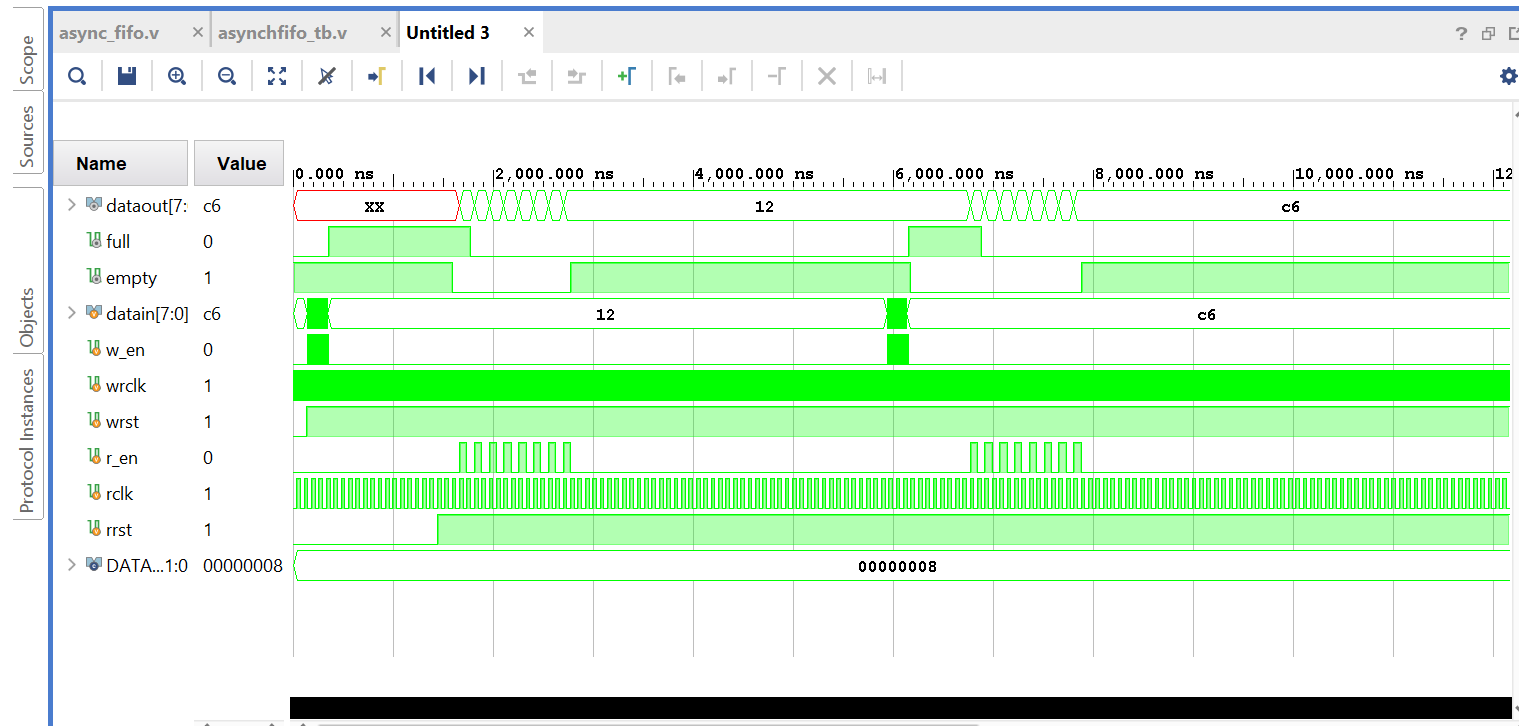 async_fifo.v × asynchfifo_tb.v × Untitled 3 × ?
Scope
Sources
Objects
Protocol Instances
Name Value
0.000 ns 2,000.000 ns 4,000.000 ns 6,000.000 ns 8,000.000 ns 10,000.000 ns 12
dataout[7: c6 XX 12 c6
full 0
empty 1
datain[7:0] c6 12 c6
w_en 0
wrclk 1
wrst 1
r_en 0
rclk 1
rrst 1
DATA...1:0 00000008 00000008